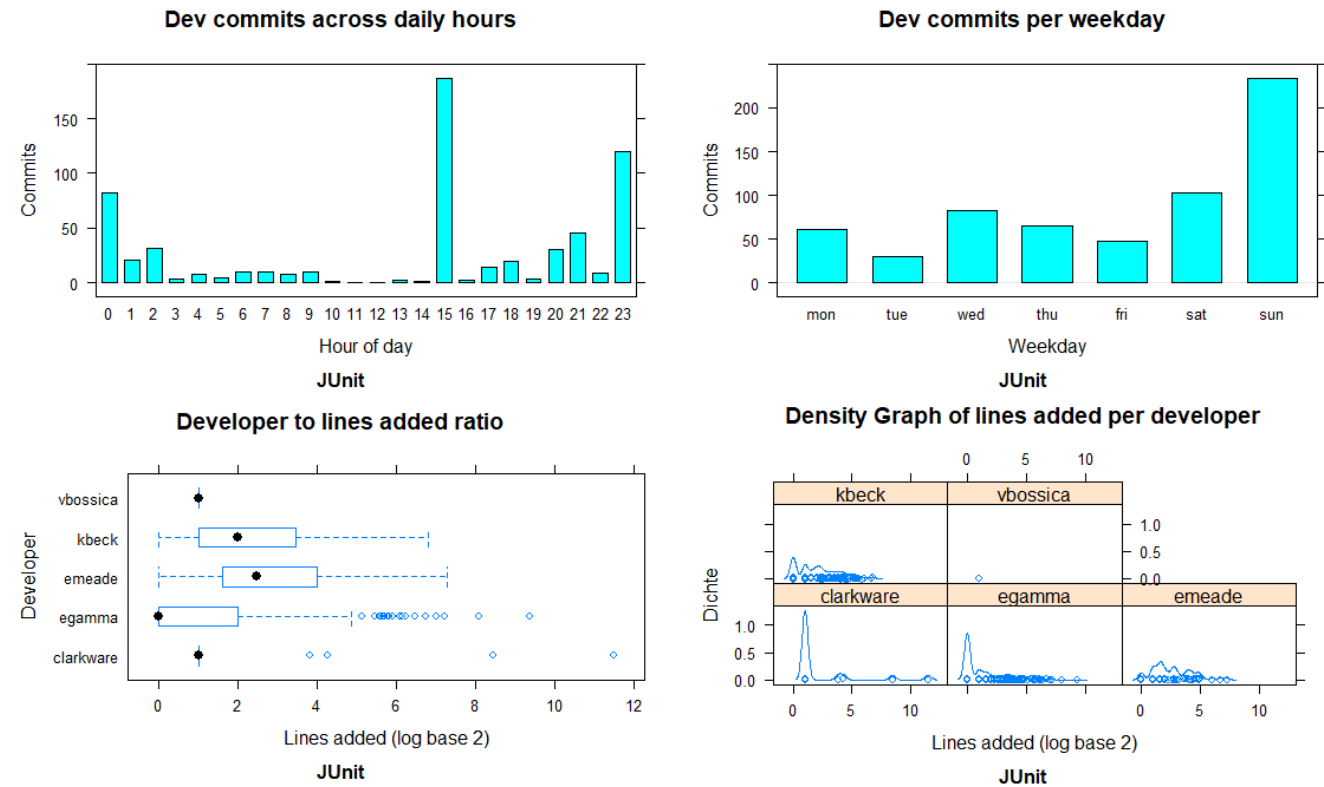 Dev commits across daily hours
Commits
150
100
50
0
0 1 2 3 4 5 6 7 8 9 10 11 12 13 14 15 16 17 18 19 20 21 22 23
Hour of day
JUnit
Dev commits per weekday
Commits
200
150
100
50
0
mon tue wed thu fri sat sun
Weekday
JUnit
Developer to lines added ratio
Developer
vbossica
kbeck
emeade
egamma
clarkware
0 2 4 6 8 10 12
Lines added (log base 2)
JUnit
Density Graph of lines added per developer
0 5 10
kbeck vbossica
1.0
0.5
0.0
Dichte
clarkware egamma emeade
1.0
0.5
0.0
0 5 10 0 5 10
Lines added (log base 2)
JUnit